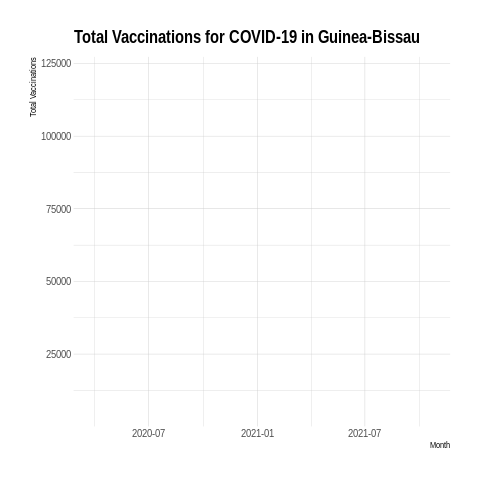 Total Vaccinations for COVID-19 in Guinea-Bissau
Total Vaccinations
125000
100000
75000
50000
25000
2020-07 2021-01 2021-07
Month